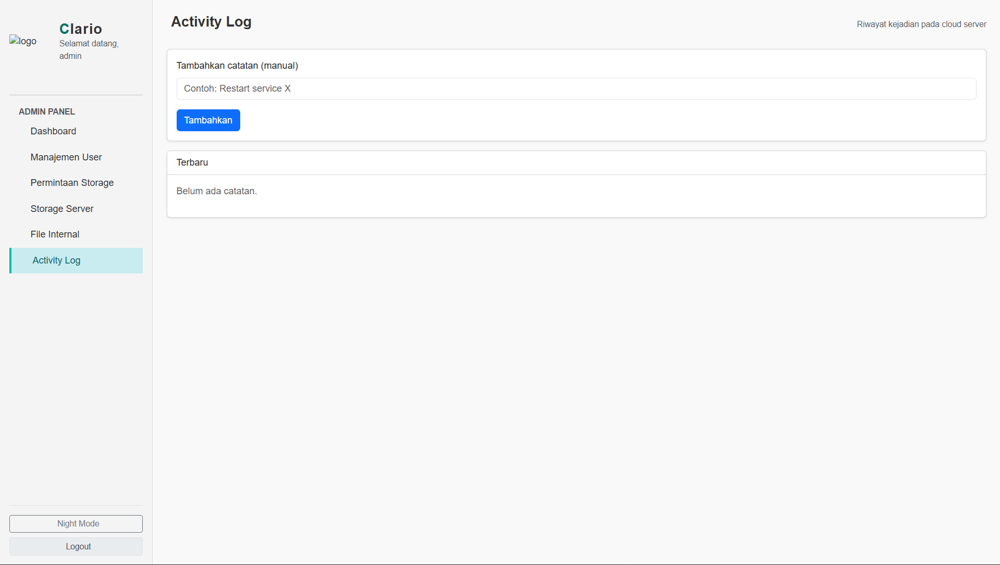 logo
Clario
Selamat datang,
admin
ADMIN PANEL
Dashboard
Manajemen User
Permintaan Storage
Storage Server
File Internal
Activity Log
Night Mode
Logout
Activity Log
Riwayat kejadian pada cloud server
Tambahkan catatan (manual)
Contoh: Restart service X
Tambahkan
Terbaru
Belum ada catatan.